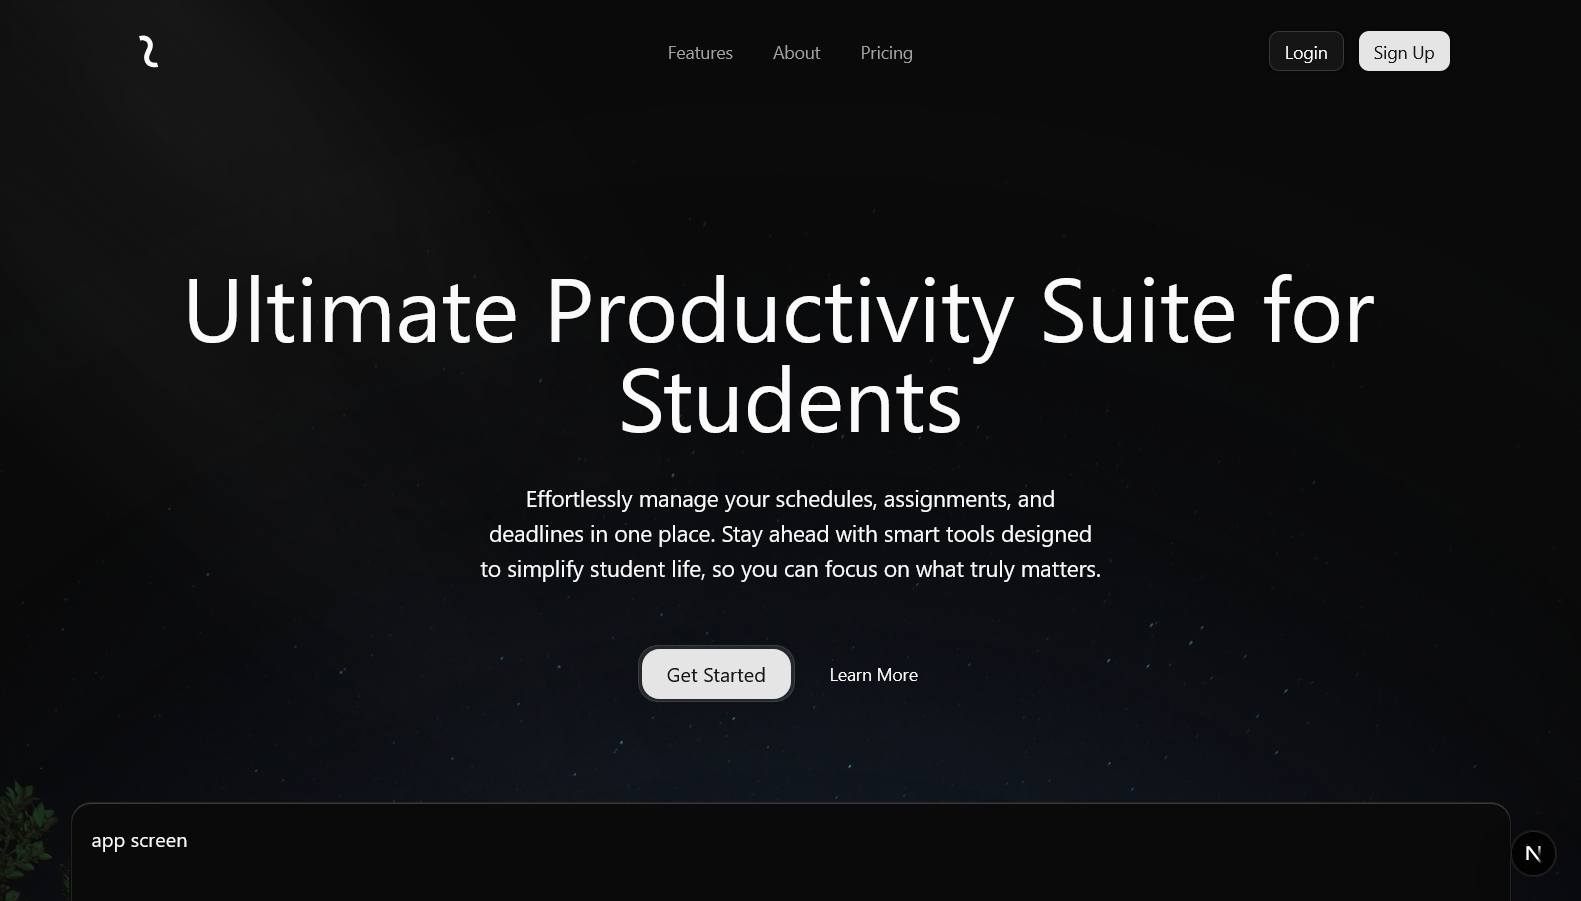 Features
About
Pricing
Login
Sign Up
Ultimate Productivity Suite for
Students
Effortlessly manage your schedules, assignments, and
deadlines in one place. Stay ahead with smart tools designed
to simplify student life, so you can focus on what truly matters.
Get Started
Learn More
app screen
N